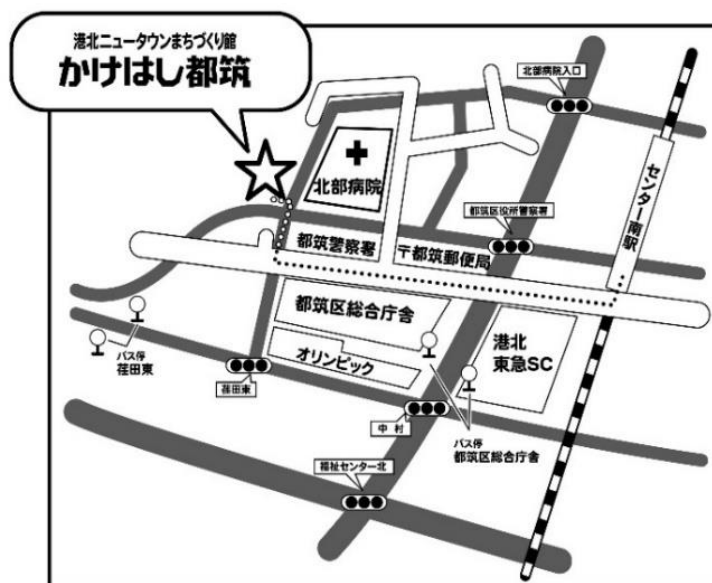 港北ニュータウンまちづくり館
かけはし都筑
北部病院入口
センター南駅
北部病院
都筑区役所警察署
都筑警察署
〒都筑郵便局
都筑区総合庁舎
港北
東急SC
オリンピック
バス停
荏田東
荏田東
中村
バス停
都筑区総合庁舎
福祉センター北